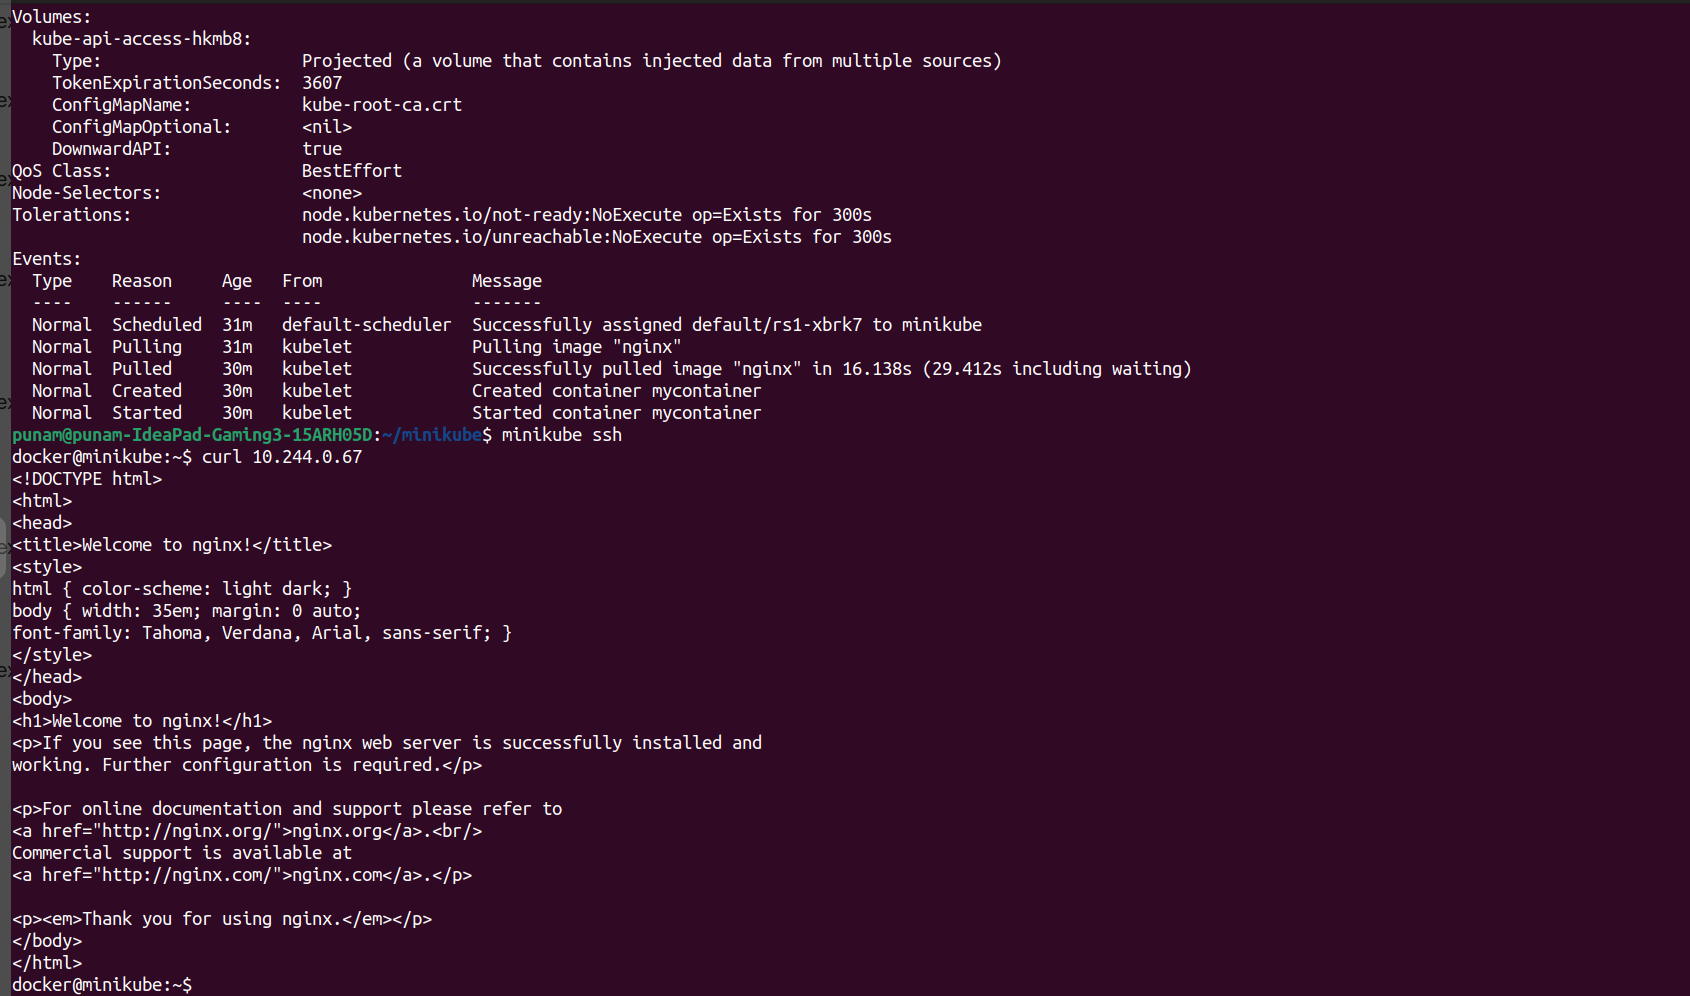 Volumes:
  kube-api-access-hkmb8:
    Type:                    Projected (a volume that contains injected data from multiple sources)
    TokenExpirationSeconds:  3607
    ConfigMapName:           kube-root-ca.crt
    ConfigMapOptional:       <nil>
    DownwardAPI:             true
QoS Class:                   BestEffort
Node-Selectors:              <none>
Tolerations:                 node.kubernetes.io/not-ready:NoExecute op=Exists for 300s
                             node.kubernetes.io/unreachable:NoExecute op=Exists for 300s
Events:
  Type    Reason     Age   From               Message
  ----    ------     ----  ----               -------
  Normal  Scheduled  31m   default-scheduler  Successfully assigned default/rs1-xbrk7 to minikube
  Normal  Pulling    31m   kubelet            Pulling image "nginx"
  Normal  Pulled     30m   kubelet            Successfully pulled image "nginx" in 16.138s (29.412s including waiting)
  Normal  Created    30m   kubelet            Created container mycontainer
  Normal  Started    30m   kubelet            Started container mycontainer
punam@punam-IdeaPad-Gaming3-15ARH05D:~/minikube$ minikube ssh
docker@minikube:~$ curl 10.244.0.67
<!DOCTYPE html>
<html>
<head>
<title>Welcome to nginx!</title>
<style>
html { color-scheme: light dark; }
body { width: 35em; margin: 0 auto;
font-family: Tahoma, Verdana, Arial, sans-serif; }
</style>
</head>
<body>
<h1>Welcome to nginx!</h1>
<p>If you see this page, the nginx web server is successfully installed and
working. Further configuration is required.</p>

<p>For online documentation and support please refer to
<a href="http://nginx.org/">nginx.org</a>.<br/>
Commercial support is available at
<a href="http://nginx.com/">nginx.com</a>.</p>

<p><em>Thank you for using nginx.</em></p>
</body>
</html>
docker@minikube:~$